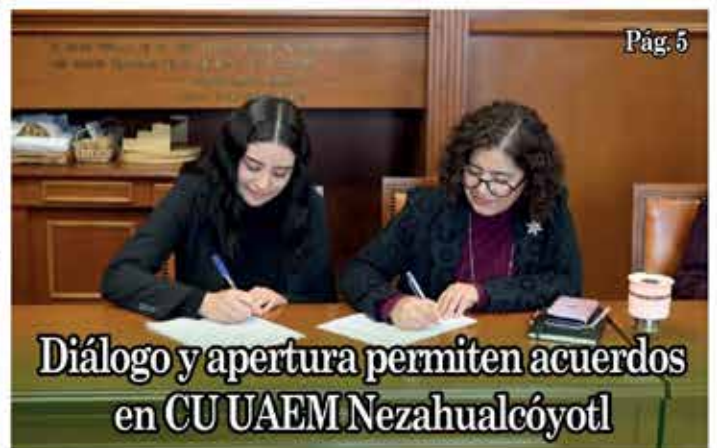 Pág. 5
Diálogo y apertura permiten acuerdos
en CU UAEM Nezahualcóyotl